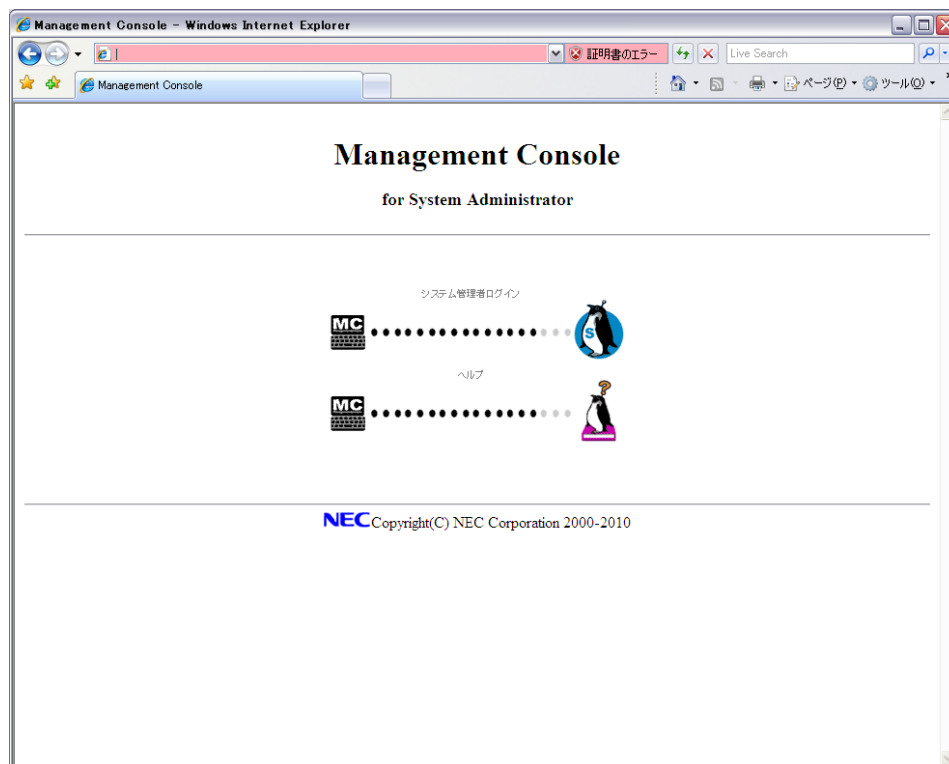 Management Console - Windows Internet Explorer
証明書のエラー
Live Search
Management Console
ページ(P)
ツール(O)
Management Console
for System Administrator
システム管理者ログイン
MC
S
ヘルプ
MC
?
NEC Copyright(C) NEC Corporation 2000-2010